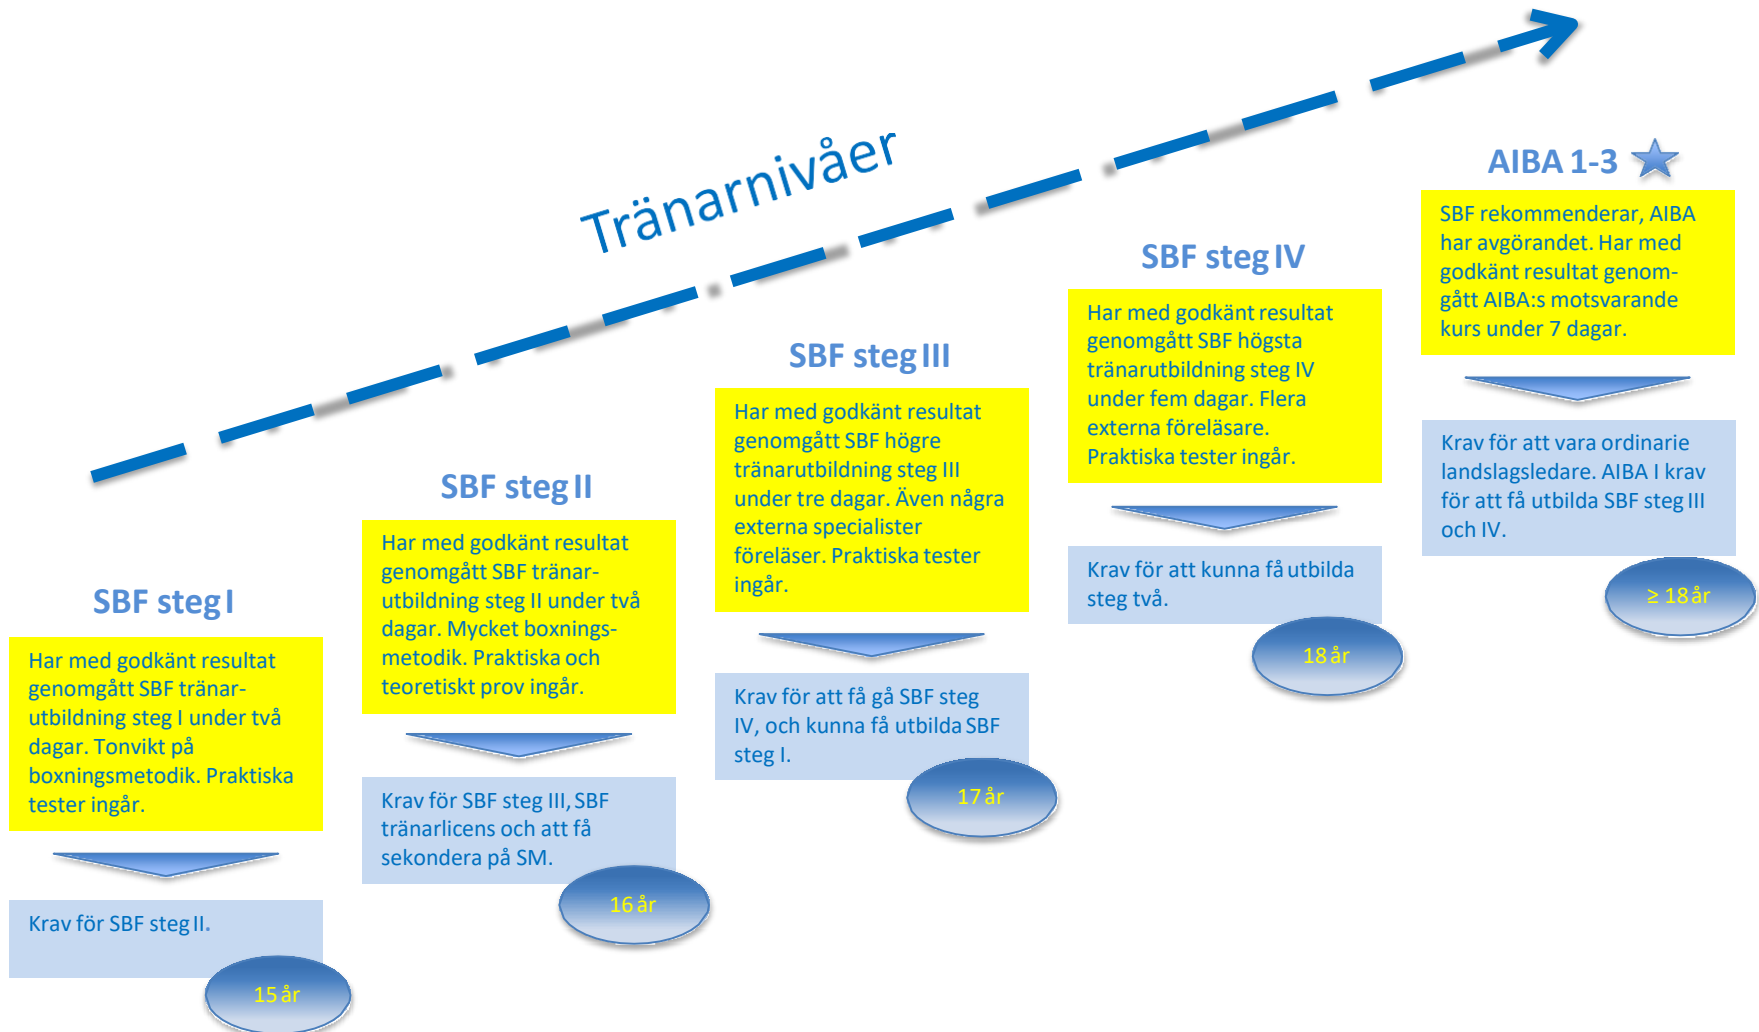 Tränarnivåer
SBF steg I
Har med godkänt resultat
genomgått SBF tränar-
utbildning steg I under två
dagar. Tonvikt på
boxningsmetodik. Praktiska
tester ingår.
Krav för SBF steg II.
15 år
SBF steg II
Har med godkänt resultat
genomgått SBF tränar-
utbildning steg II under två
dagar. Mycket boxnings-
metodik. Praktiska och
teoretiskt prov ingår.
Krav för SBF steg III, SBF
tränarlicens och att få
sekondera på SM.
16 år
SBF steg III
Har med godkänt resultat
genomgått SBF högre
tränarutbildning steg III
under tre dagar. Även några
externa specialister
föreläser. Praktiska tester
ingår.
Krav för att få gå SBF steg
IV, och kunna få utbilda SBF
steg I.
17 år
SBF steg IV
Har med godkänt resultat
genomgått SBF högsta
tränarutbildning steg IV
under fem dagar. Flera
externa föreläsare.
Praktiska tester ingår.
Krav för att kunna få utbilda
steg två.
18 år
AIBA 1-3
SBF rekommenderar, AIBA
har avgörandet. Har med
godkänt resultat genom-
gått AIBA:s motsvarande
kurs under 7 dagar.
Krav för att vara ordinarie
landslagsledare. AIBA I krav
för att få utbilda SBF steg III
och IV.
≥ 18 år